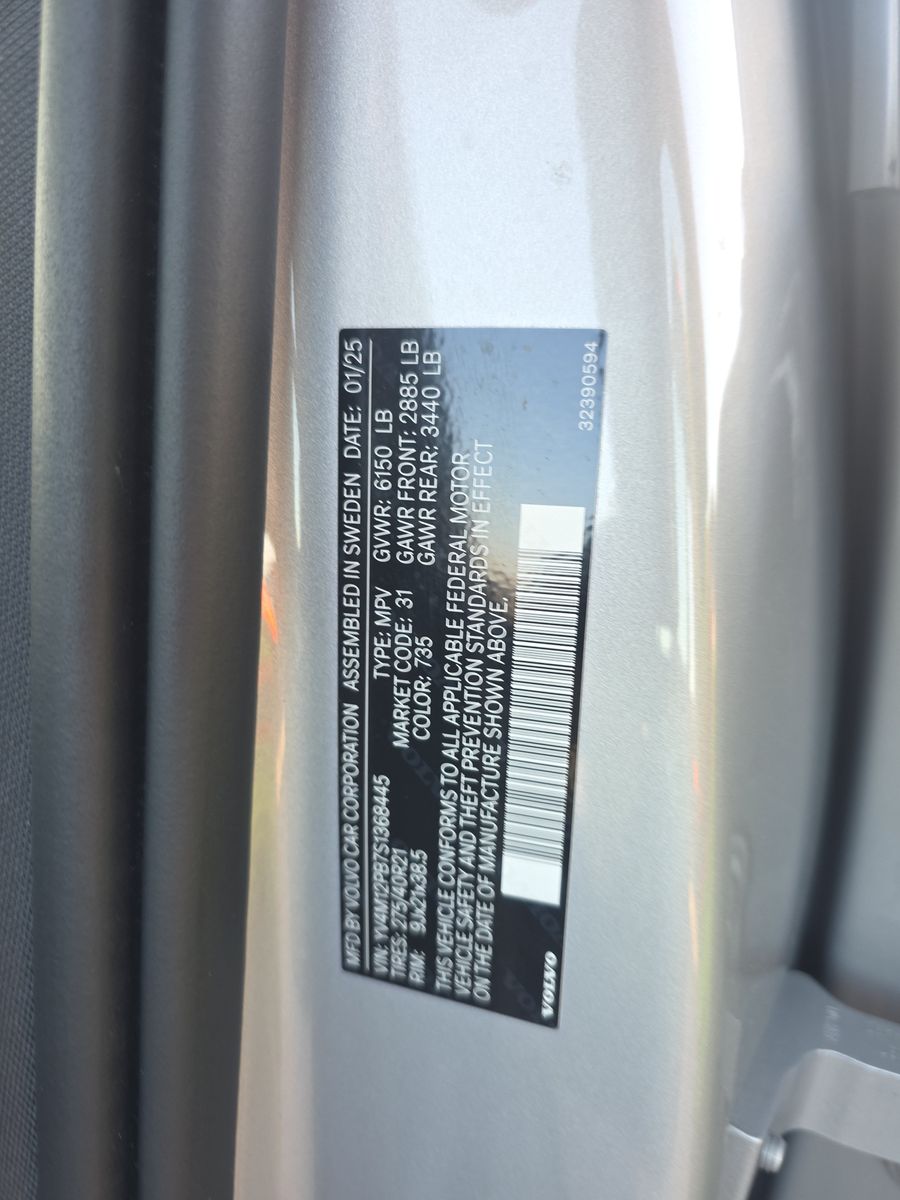 MFD BY VOLVO CAR CORPORATION ASSEMBLED IN SWEDEN DATE: 01/25
VIN: YV4M12PB7S1368445 TYPE: MPV GVWR: 6150 LB
TIRES: 275/40R21 MARKET CODE: 31 GAWR FRONT: 2885 LB
RIM: 9Jx21x38.5 COLOR: 735 GAWR REAR: 3440 LB
THIS VEHICLE CONFORMS TO ALL APPLICABLE FEDERAL MOTOR
VEHICLE SAFETY AND THEFT PREVENTION STANDARDS IN EFFECT
ON THE DATE OF MANUFACTURE SHOWN ABOVE.
VOLVO
32390594